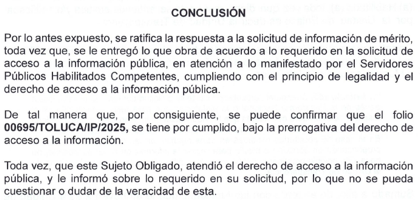 CONCLUSIÓN
Por lo antes expuesto, se ratifica la respuesta a la solicitud de información de mérito,
toda vez que, se le entregó lo que obra de acuerdo a lo requerido en la solicitud de
acceso a la información pública, en atención a lo manifestado por el Servidores
Públicos Habilitados Competentes, cumpliendo con el principio de legalidad y el
derecho de acceso a la información pública.
De tal manera que, por consiguiente, se puede confirmar que el folio
00695/TOLUCA/IP/2025, se tiene por cumplido, bajo la prerrogativa del derecho de
acceso a la información.
Toda vez, que este Sujeto Obligado, atendió el derecho de acceso a la información
pública, y le informó sobre lo requerido en su solicitud, por lo que no se pueda
cuestionar o dudar de la veracidad de esta.